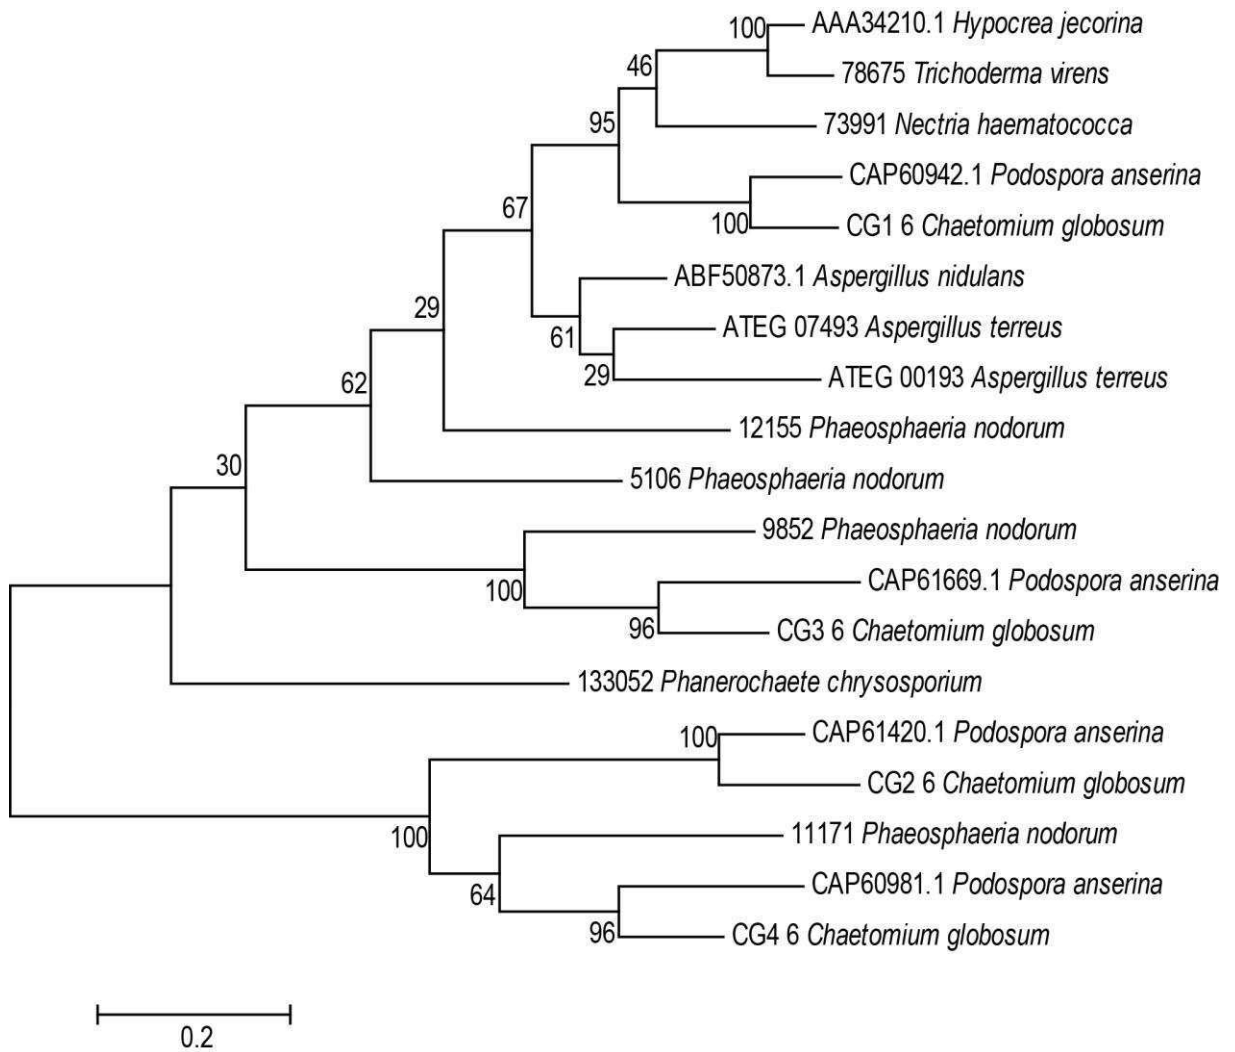 100
AAA34210.1 Hypocrea jecorina
46
78675 Trichoderma virens
95
73991 Nectria haematococca
CAP60942.1 Podospora anserina
67
100
CG1 6 Chaetomium globosum
ABF50873.1 Aspergillus nidulans
29
61
ATEG 07493 Aspergillus terreus
29
ATEG 00193 Aspergillus terreus
62
12155 Phaeosphaeria nodorum
30
5106 Phaeosphaeria nodorum
9852 Phaeosphaeria nodorum
100
CAP61669.1 Podospora anserina
96
CG3 6 Chaetomium globosum
133052 Phanerochaete chrysosporium
100
CAP61420.1 Podospora anserina
CG2 6 Chaetomium globosum
100
11171 Phaeosphaeria nodorum
64
CAP60981.1 Podospora anserina
96
CG4 6 Chaetomium globosum
0.2